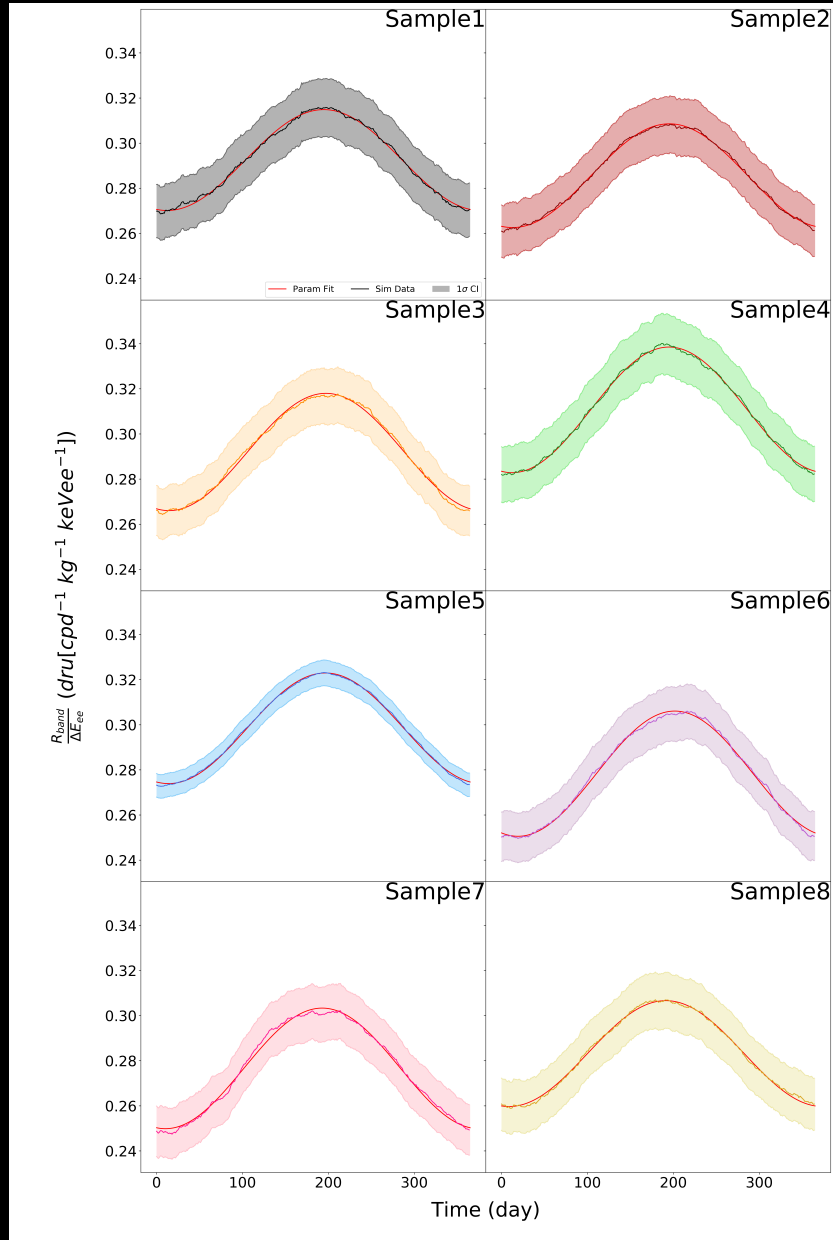 Sample1
Sample2
0.34
0.32
0.30
0.28
0.26
0.24
Param Fit
Sim Data
1σ CI
Sample3
Sample4
0.34
0.32
0.30
0.28
0.26
0.24
R_band/ΔE_ee (dru[cpd⁻¹ kg⁻¹ keVee⁻¹])
Sample5
Sample6
0.34
0.32
0.30
0.28
0.26
0.24
Sample7
Sample8
0.34
0.32
0.30
0.28
0.26
0.24
0 100 200 300
0 100 200 300
Time (day)